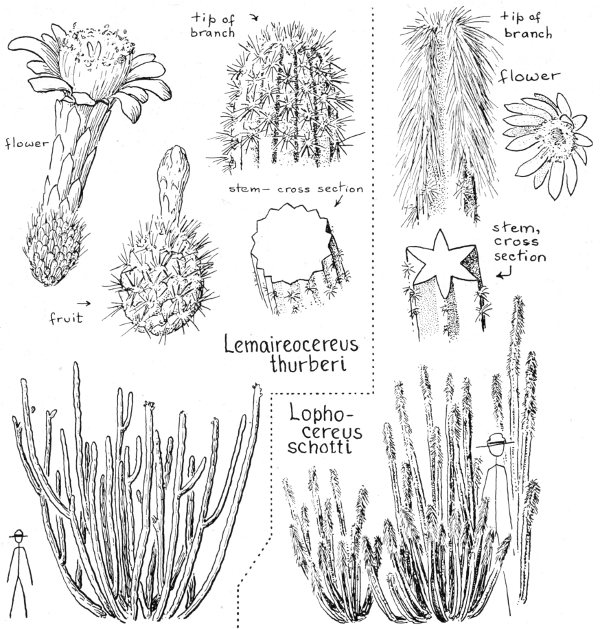 tip of
branch
flower
stem – cross section
fruit
Lemaireocereus
thurberi
tip of
branch
flower
stem,
cross
section
Lopho-
cereus
schotti